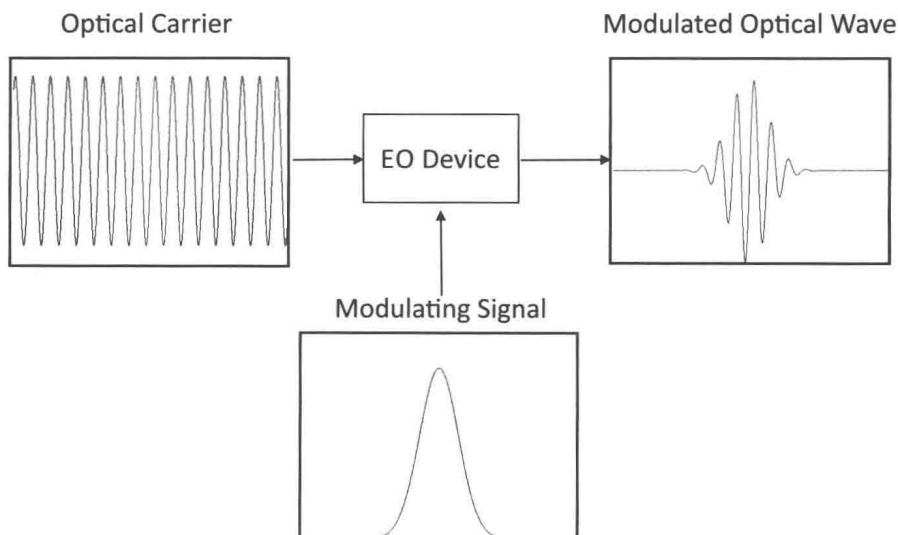 Optical Carrier
Modulated Optical Wave
EO Device
Modulating Signal